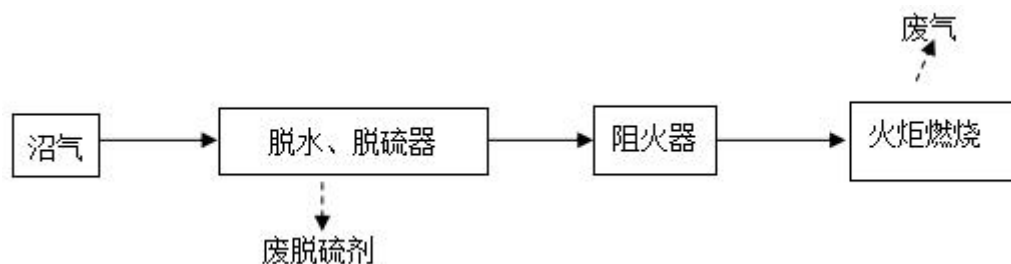 废气
沼气
脱水、脱硫器
阻火器
火炬燃烧
废脱硫剂